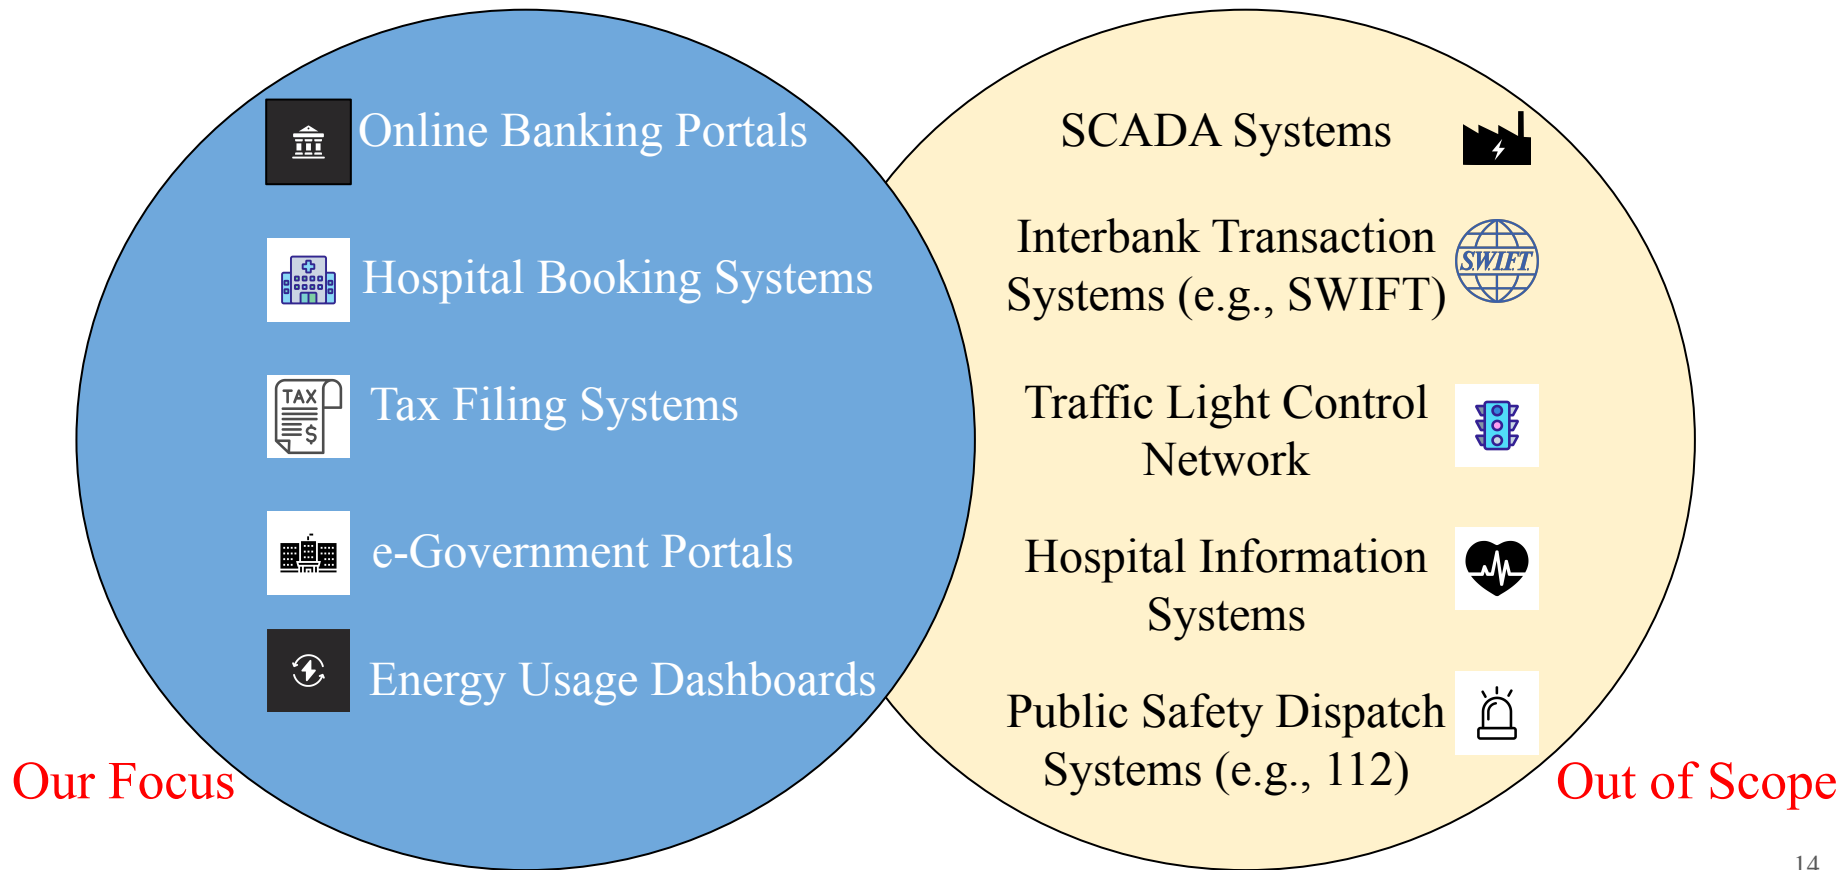 Online Banking Portals
Hospital Booking Systems
TAX
$
Tax Filing Systems
e-Government Portals
Energy Usage Dashboards
Our Focus
SCADA Systems
Interbank Transaction
Systems (e.g., SWIFT)
S.W.I.F.T.
Traffic Light Control
Network
Hospital Information
Systems
Public Safety Dispatch
Systems (e.g., 112)
Out of Scope
14